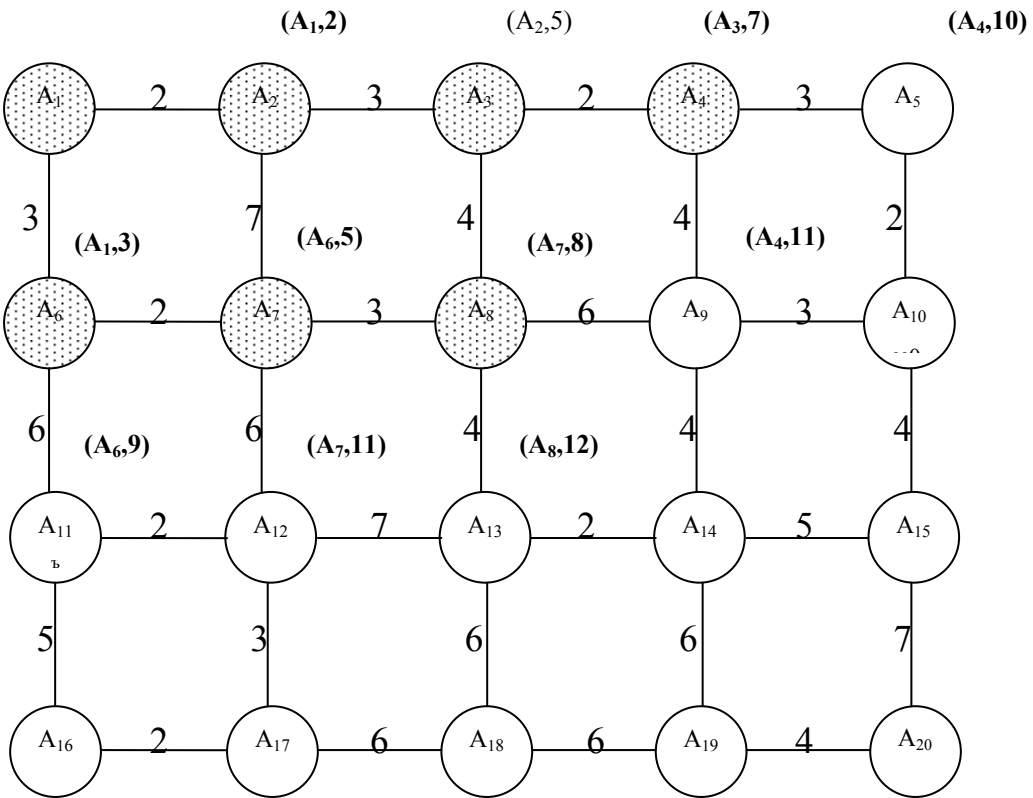 (A₁,2) (A₂,5) (A₃,7) (A₄,10)
A₁ 2 A₂ 3 A₃ 2 A₄ 3 A₅
3 7 4 4 2
(A₁,3) (A₆,5) (A₇,8) (A₄,11)
A₆ 2 A₇ 3 A₈ 6 A₉ 3 A₁₀
6 6 4 4 4
(A₆,9) (A₇,11) (A₈,12)
A₁₁ 2 A₁₂ 7 A₁₃ 2 A₁₄ 5 A₁₅
ъ
5 3 6 6 7
A₁₆ 2 A₁₇ 6 A₁₈ 6 A₁₉ 4 A₂₀